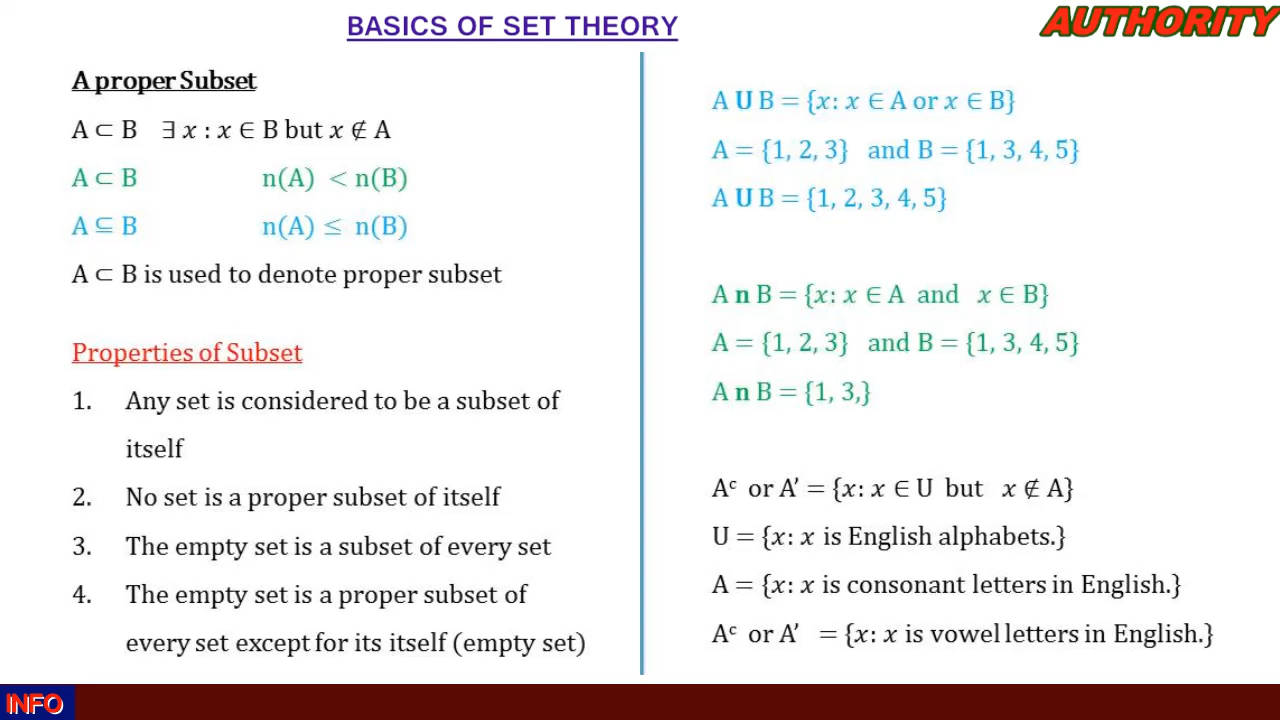 BASICS OF SET THEORY
AUTHORITY
A proper Subset
A ⊂ B ∃ x : x ∈ B but x ∉ A
A ⊂ B n(A) < n(B)
A ⊆ B n(A) ≤ n(B)
A ⊂ B is used to denote proper subset
Properties of Subset
1. Any set is considered to be a subset of
itself
2. No set is a proper subset of itself
3. The empty set is a subset of every set
4. The empty set is a proper subset of
every set except for its itself (empty set)
A U B = {x: x ∈ A or x ∈ B}
A = {1, 2, 3} and B = {1, 3, 4, 5}
A U B = {1, 2, 3, 4, 5}
A n B = {x: x ∈ A and x ∈ B}
A = {1, 2, 3} and B = {1, 3, 4, 5}
A n B = {1, 3,}
Aᶜ or A’ = {x: x ∈ U but x ∉ A}
U = {x: x is English alphabets.}
A = {x: x is consonant letters in English.}
Aᶜ or A’ = {x: x is vowel letters in English.}
INFO